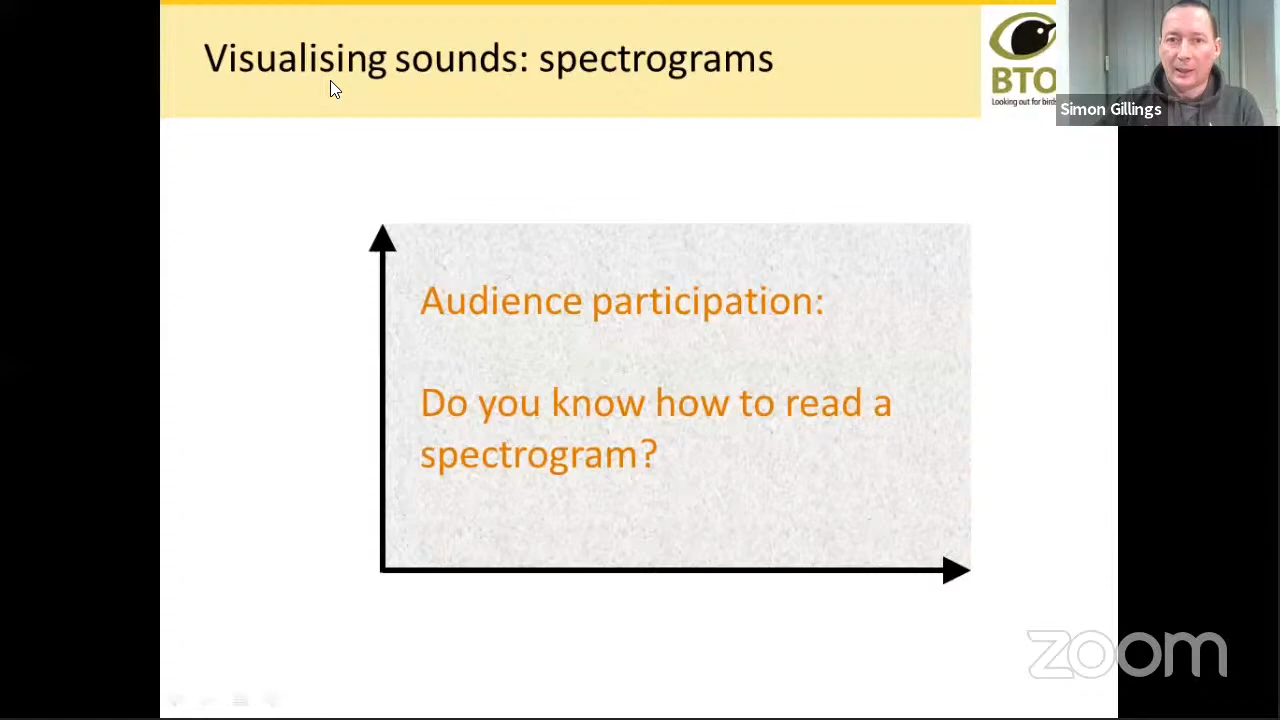 Visualising sounds: spectrograms
BTO
Looking out for birds
Simon Gillings
Audience participation:
Do you know how to read a
spectrogram?
zoom